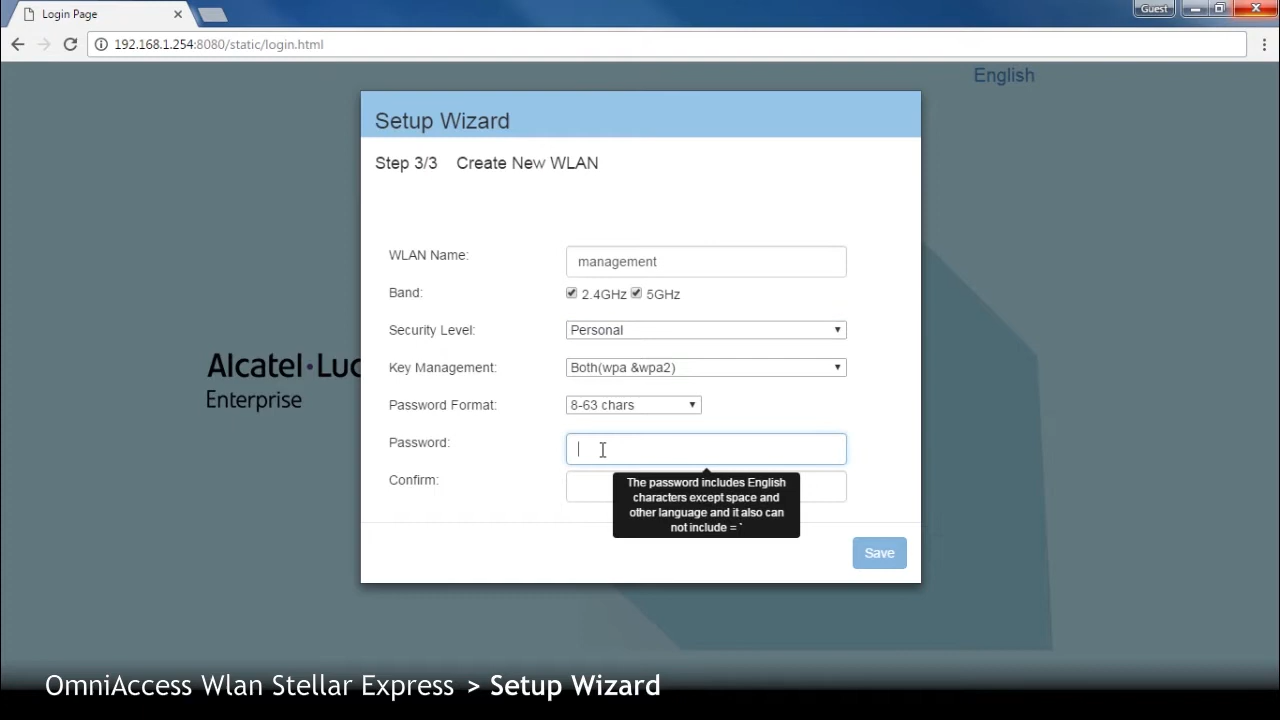 Login Page
Guest
192.168.1.254:8080/static/login.html
English
Setup Wizard
Step 3/3 Create New WLAN
WLAN Name: management
Band: 2.4GHz 5GHz
Security Level: Personal
Key Management: Both(wpa &wpa2)
Password Format: 8-63 chars
Password:
Confirm:
The password includes English
characters except space and
other language and it also can
not include = `
Save
Alcatel·Luc
Enterprise
OmniAccess Wlan Stellar Express > Setup Wizard